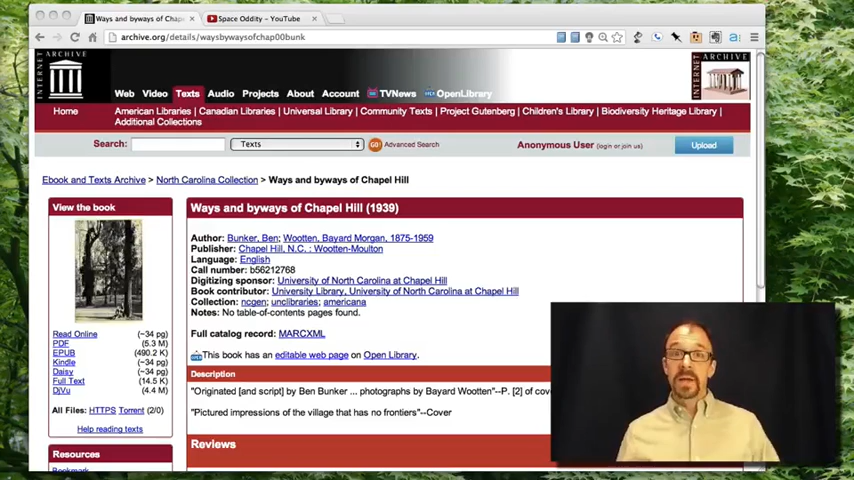 Ways and byways of Chape
Space Oddity - YouTube
archive.org/details/waysbywaysofchap00bunk
INTERNET ARCHIVE
Web Video Texts Audio Projects About Account TVNews OpenLibrary
Home American Libraries | Canadian Libraries | Universal Library | Community Texts | Project Gutenberg | Children's Library | Biodiversity Heritage Library |
Additional Collections
Search: Texts GO! Advanced Search Anonymous User (login or join us) Upload
Ebook and Texts Archive > North Carolina Collection > Ways and byways of Chapel Hill
View the book
Read Online (~34 pg)
PDF (5.3 M)
EPUB (490.2 K)
Kindle (~34 pg)
Daisy (~34 pg)
Full Text (14.5 K)
DjVu (4.4 M)
All Files: HTTPS Torrent (2/0)
Help reading texts
Resources
Bookmark
Ways and byways of Chapel Hill (1939)
Author: Bunker, Ben; Wootten, Bayard Morgan, 1875-1959
Publisher: Chapel Hill, N.C. : Wootten-Moulton
Language: English
Call number: b56212768
Digitizing sponsor: University of North Carolina at Chapel Hill
Book contributor: University Library, University of North Carolina at Chapel Hill
Collection: ncgen; unclibraries; americana
Notes: No table-of-contents pages found.
Full catalog record: MARCXML
This book has an editable web page on Open Library.
Description
"Originated [and script] by Ben Bunker ... photographs by Bayard Wootten"--P. [2] of cov
"Pictured impressions of the village that has no frontiers"--Cover
Reviews